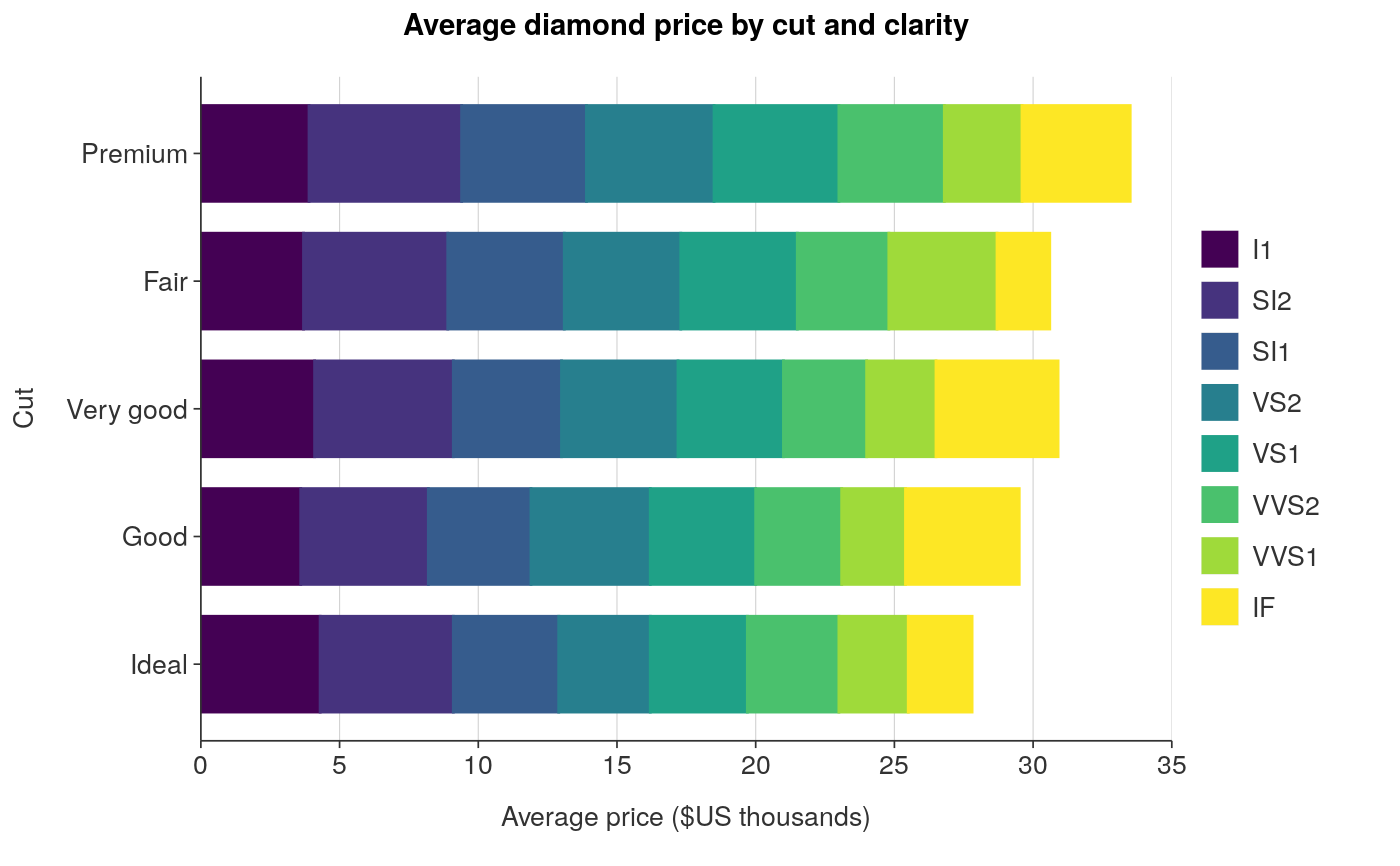 Average diamond price by cut and clarity
Premium
Fair
Very good
Good
Ideal
Cut
0 5 10 15 20 25 30 35
Average price ($US thousands)
I1
SI2
SI1
VS2
VS1
VVS2
VVS1
IF